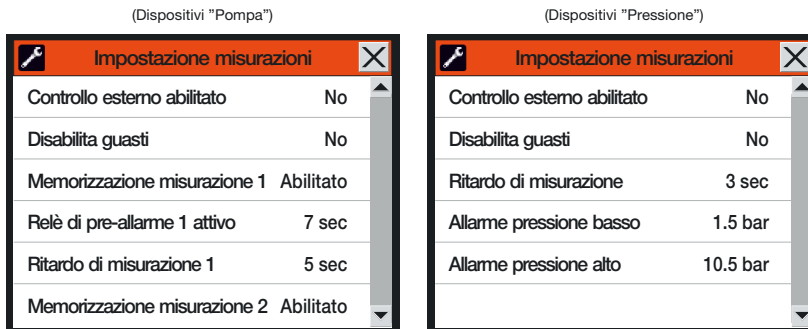 (Dispositivi ”Pompa”)
Impostazione misurazioni
Controllo esterno abilitato No
Disabilita guasti No
Memorizzazione misurazione 1 Abilitato
Relè di pre-allarme 1 attivo 7 sec
Ritardo di misurazione 1 5 sec
Memorizzazione misurazione 2 Abilitato
(Dispositivi ”Pressione”)
Impostazione misurazioni
Controllo esterno abilitato No
Disabilita guasti No
Ritardo di misurazione 3 sec
Allarme pressione basso 1.5 bar
Allarme pressione alto 10.5 bar